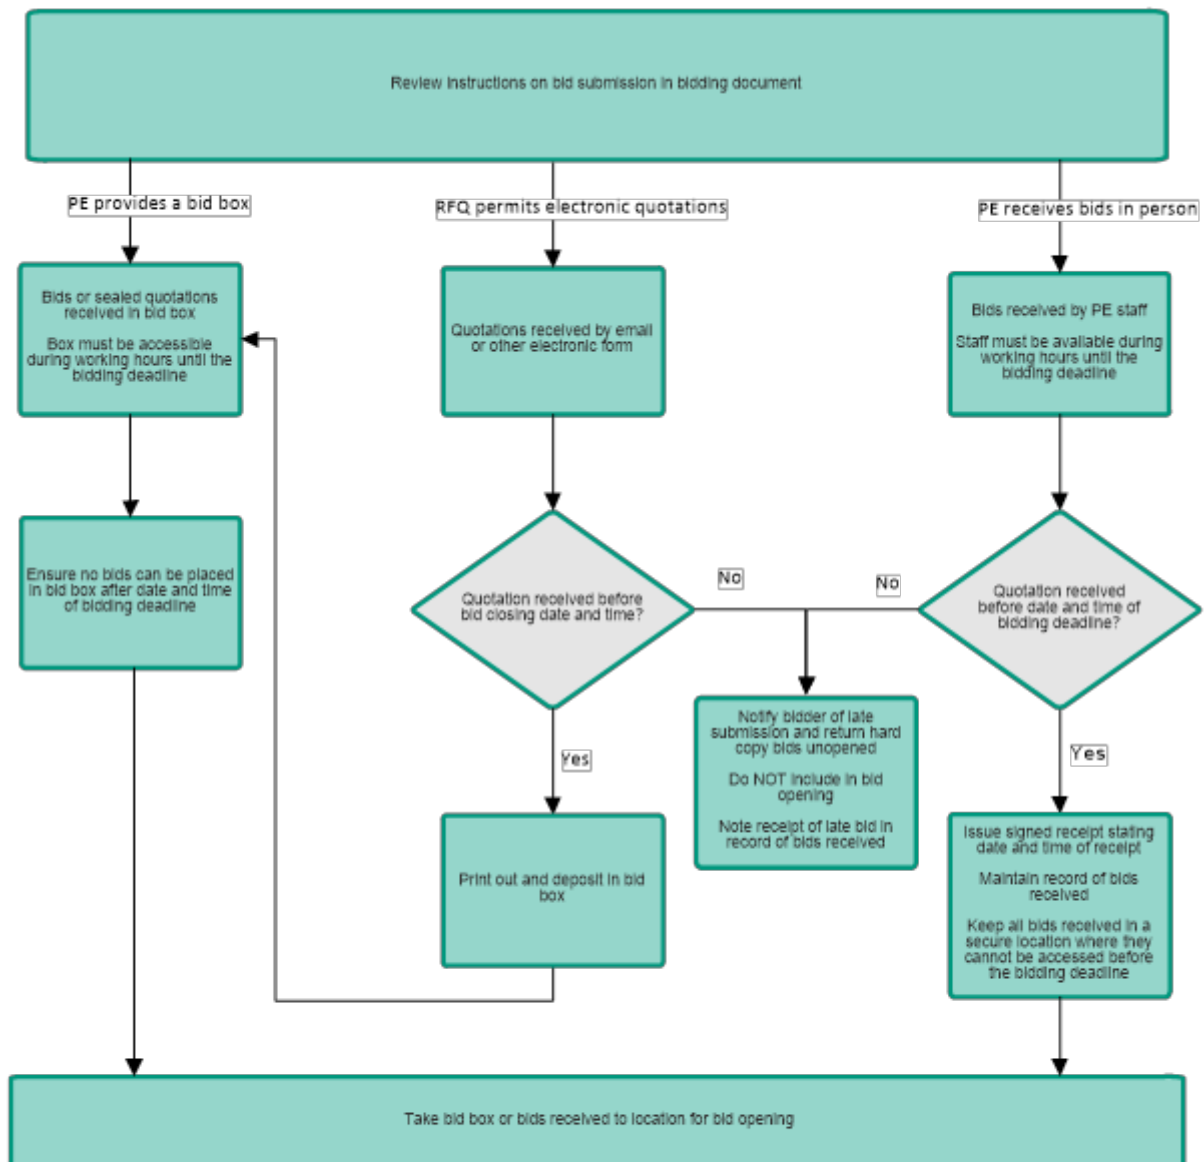 Review instructions on bid submission in bidding document
PE provides a bid box
RFQ permits electronic quotations
PE receives bids in person
Bids or sealed quotations
received in bid box
Box must be accessible
during working hours until the
bidding deadline
Quotations received by email
or other electronic form
Bids received by PE staff
Staff must be available during
working hours until the
bidding deadline
Ensure no bids can be placed
in bid box after date and time
of bidding deadline
Quotation received before
bid closing date and time?
No
No
Quotation received
before date and time of
bidding deadline?
Yes
Notify bidder of late
submission and return hard
copy bids unopened
Do NOT include in bid
opening
Note receipt of late bid in
record of bids received
Yes
Print out and deposit in bid
box
Issue signed receipt stating
date and time of receipt
Maintain record of bids
received
Keep all bids received in a
secure location where they
cannot be accessed before
the bidding deadline
Take bid box or bids received to location for bid opening